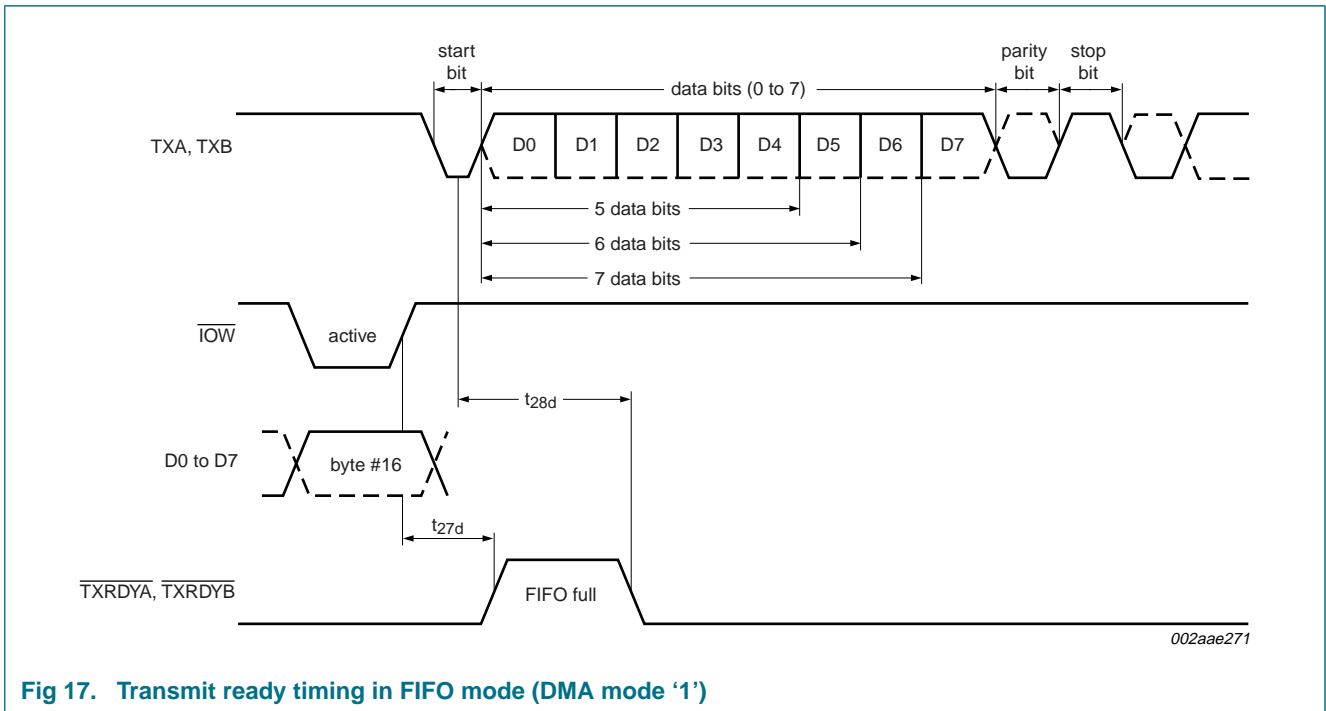 start
bit
data bits (0 to 7)
parity
bit
stop
bit
TXA, TXB
D0 D1 D2 D3 D4 D5 D6 D7
5 data bits
6 data bits
7 data bits
IOW
active
t28d
D0 to D7
byte #16
t27d
TXRDYA, TXRDYB
FIFO full
002aae271
Fig 17. Transmit ready timing in FIFO mode (DMA mode ‘1’)